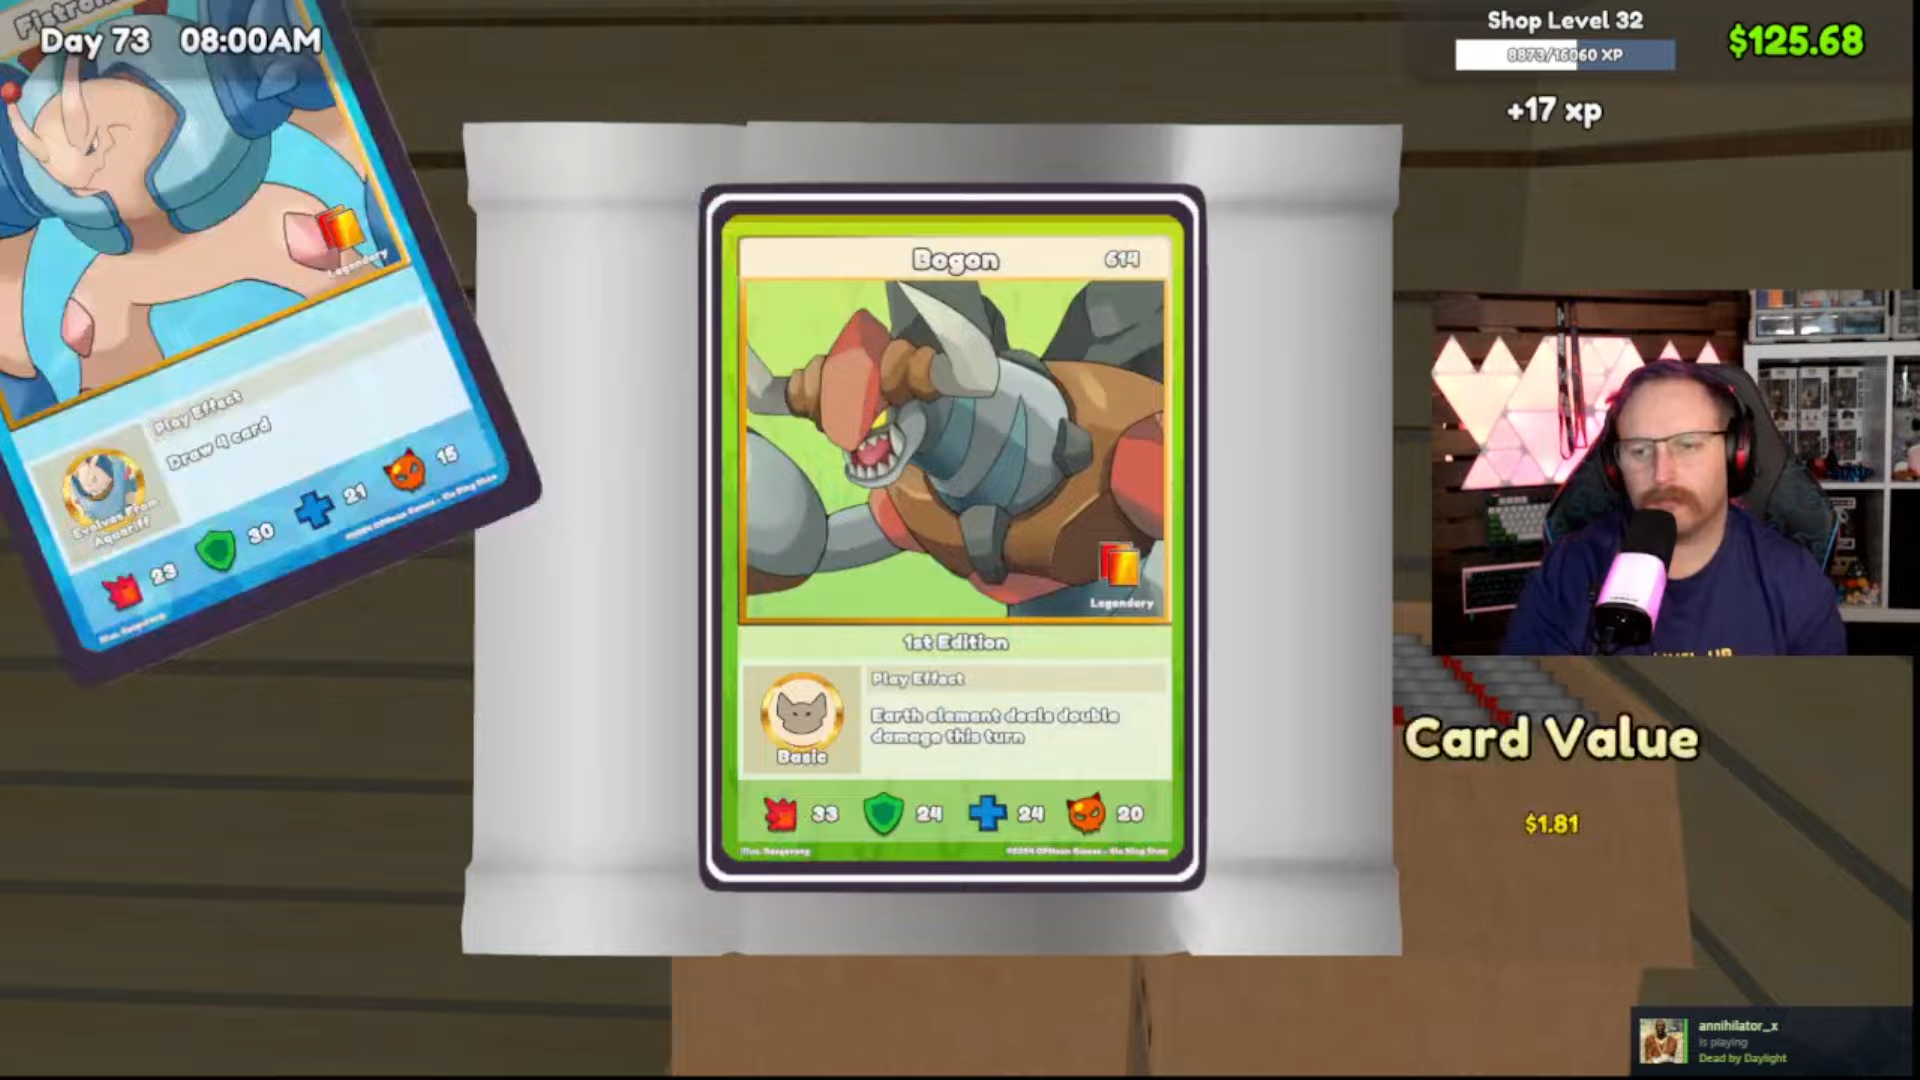 Day 73 08:00AM
Shop Level 32
8873/16060 XP
$125.68
+17 xp
Legendary
Play Effect
Draw 4 card
Evolves From
Aquariff
23
30
21
15
Bogon
614
Legendary
1st Edition
Play Effect
Earth element deals double
damage this turn
Basic
33
24
24
20
Card Value
$1.81
annihilator_x
is playing
Dead by Daylight